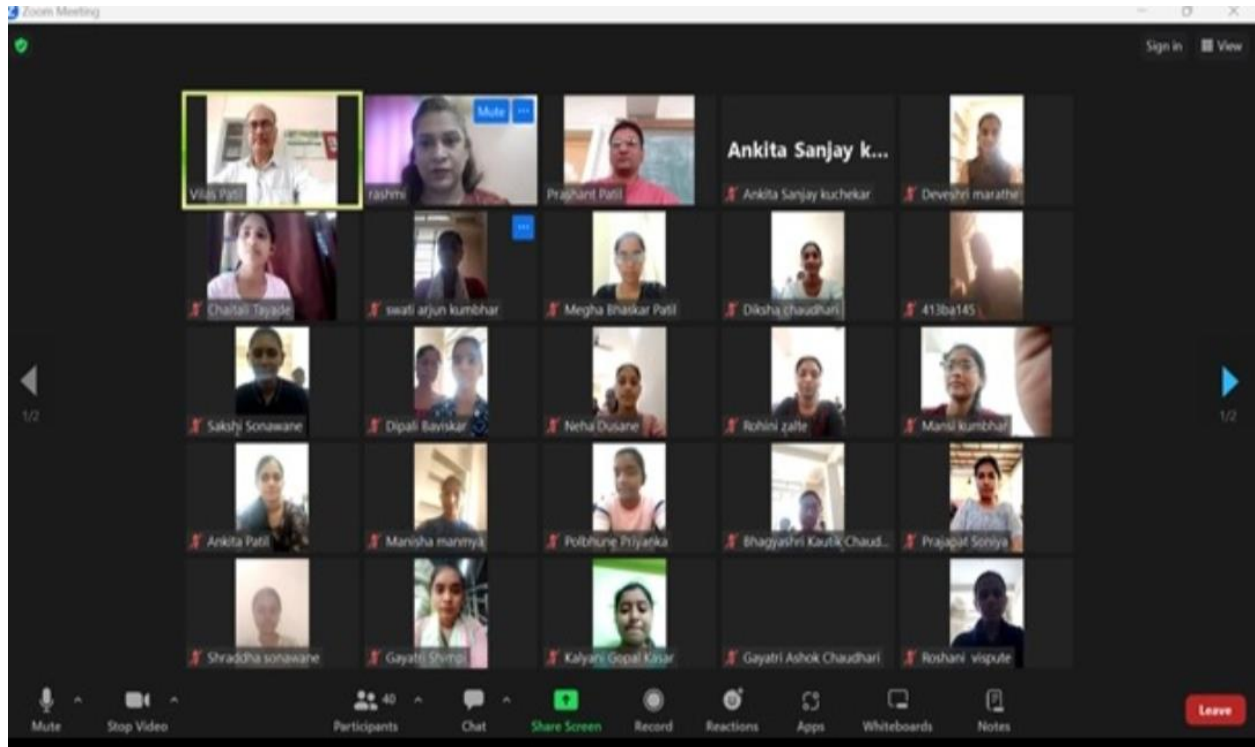 Zoom Meeting
Sign in View
Mute ...
Vilas Patil
rashmi
Prashant Patil
Ankita Sanjay k...
Ankita Sanjay kuchekar
Deveshri marathe
...
Chaitali Tayade
swati arjun kumbhar
Megha Bhaskar Patil
Diksha chaudhari
413ba145
1/2
1/2
Sakshi Sonawane
Dipali Baviskar
Neha Dusane
Rohini zalte
Mansi kumbhar
Ankita Patil
Manisha manmya
Polbhune Priyanka
Bhagyashri Kautik Chaud...
Prajapat Soniya
Shraddha sonawane
Gayatri Shimpi
Kalyani Gopal Kasar
Gayatri Ashok Chaudhari
Roshani vispute
40
Mute
Stop Video
Participants
Chat
Share Screen
Record
Reactions
Apps
Whiteboards
Notes
Leave